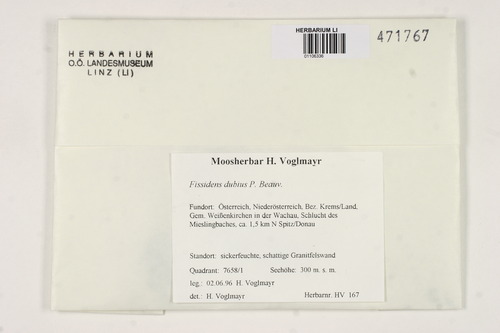 HERBARIUM LI
01106336
471767
HERBARIUM
O.Ö. LANDESMUSEUM
LINZ (LI)
Moosherbar H. Voglmayr
Fissidens dubius P. Beauv.
Fundort: Österreich, Niederösterreich, Bez. Krems/Land,
Gem. Weißenkirchen in der Wachau, Schlucht des
Mieslingbaches, ca. 1,5 km N Spitz/Donau
Standort: sickerfeuchte, schattige Granitfelswand
Quadrant: 7658/1 Seehöhe: 300 m. s. m.
leg.: 02.06.96 H. Voglmayr
det.: H. Voglmayr Herbarnr. HV 167